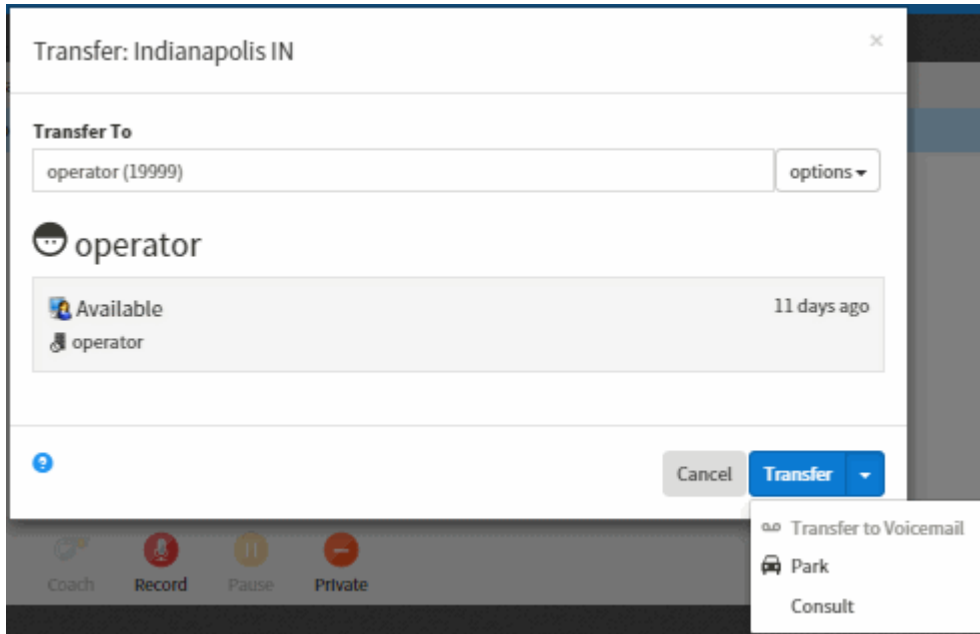 Transfer: Indianapolis IN
×
Transfer To
operator (19999)
options
operator
Available
11 days ago
operator
?
Cancel
Transfer
Transfer to Voicemail
Park
Consult
Coach
Record
Pause
Private